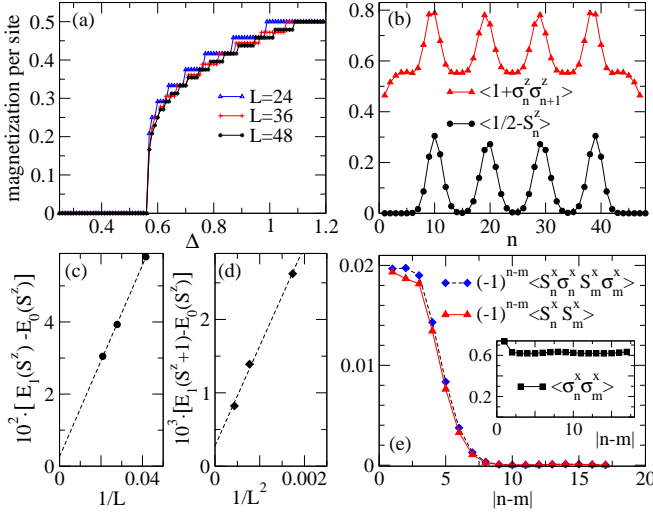 (a)
magnetization per site
0.5
0.4
0.3
0.2
0.1
0
L=24
L=36
L=48
0.4 0.6 0.8 1 1.2
Δ
(b)
0.8
0.6
0.4
0.2
0
<1+σ^z_n σ^z_{n+1}>
<1/2-S^z_n>
0 10 20 30 40
n
(c)
10^2·[E_1(S^z) -E_0(S^z)]
5
4
3
2
1
0
0 0.04
1/L
(d)
10^3·[E_1(S^z+1)-E_0(S^z)]
2
1
0
0 0.002
1/L^2
0.02
0.01
0
(-1)^{n-m}<S^x_n σ^x_n S^x_m σ^x_m>
(-1)^{n-m}<S^x_n S^x_m>
0.6
0.3
<σ^x_n σ^x_m>
0 10
|n-m|
(e)
0 5 10 15 20
|n-m|